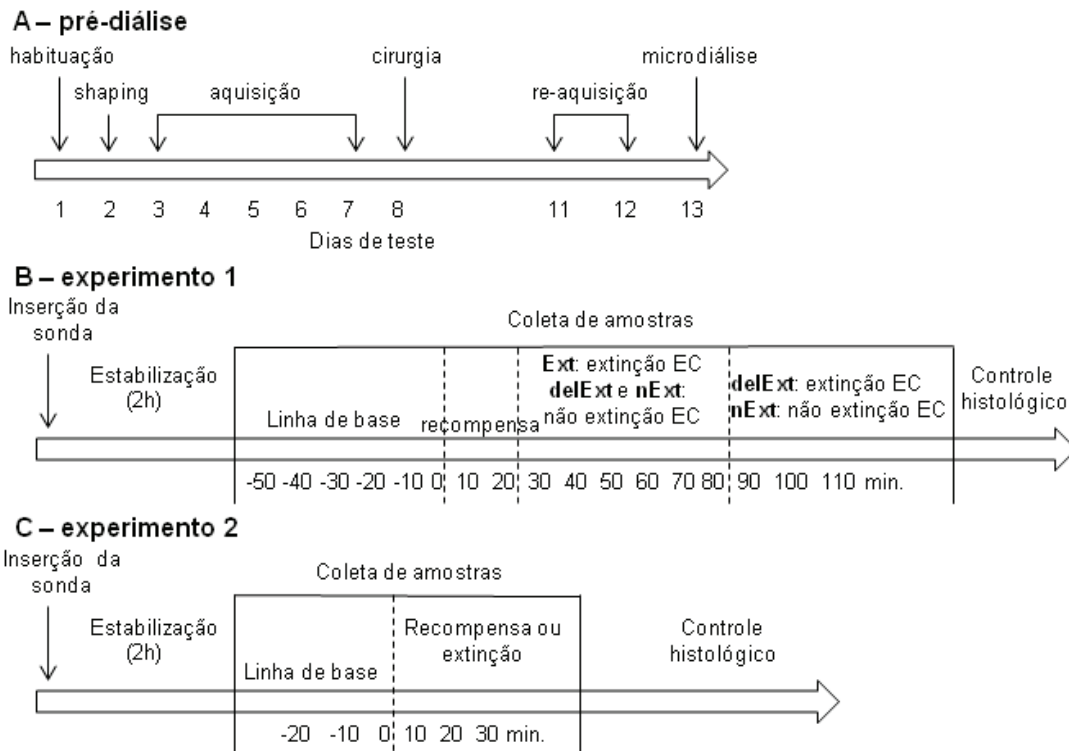 A – pré-diálise
habituação
cirurgia
microdiálise
shaping
aquisição
re-aquisição
1 2 3 4 5 6 7 8 11 12 13
Dias de teste
B – experimento 1
Inserção da
sonda
Coleta de amostras
Estabilização
(2h)
Linha de base
recompensa
Ext: extinção EC
delExt e nExt:
não extinção EC
delExt: extinção EC
nExt: não extinção EC
Controle
histológico
-50 -40 -30 -20 -10 0 10 20 30 40 50 60 70 80 90 100 110 min.
C – experimento 2
Inserção da
sonda
Coleta de amostras
Estabilização
(2h)
Linha de base
Recompensa ou
extinção
Controle
histológico
-20 -10 0 10 20 30 min.